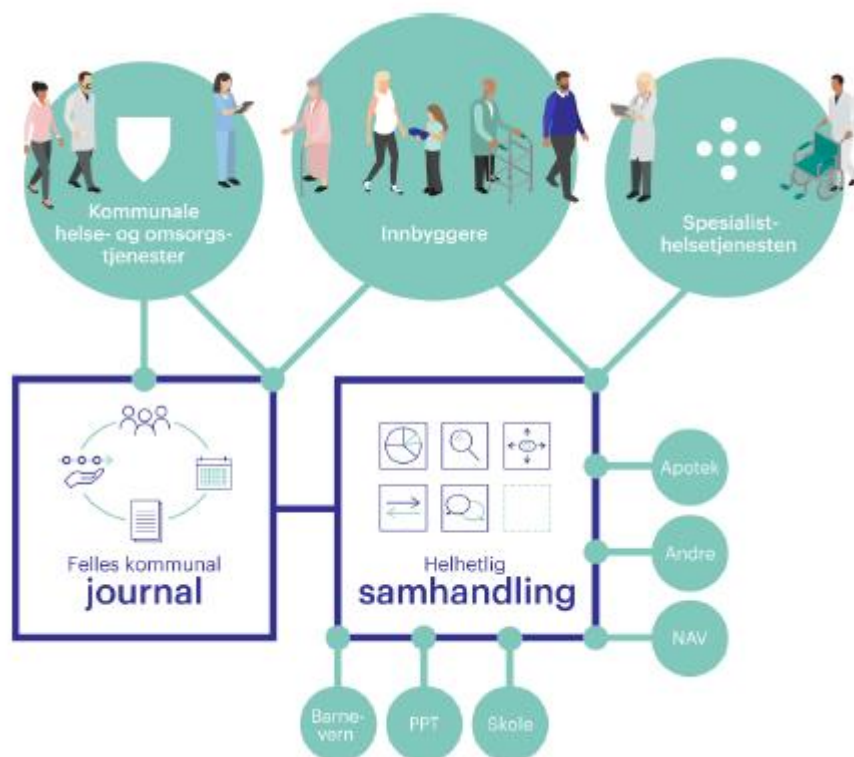 Kommunale
helse- og omsorgs-
tjenester
Innbyggere
Spesialist-
helsetjenesten
Felles kommunal
journal
Helhetlig
samhandling
Apotek
Andre
NAV
Barne-
vern
PPT
Skole